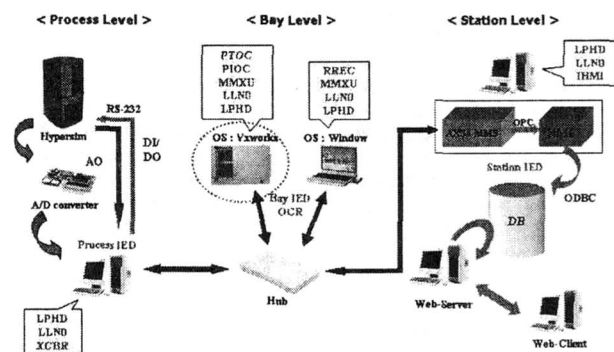 < Process Level >
< Bay Level >
< Station Level >
PTOC
PIOC
MMXU
LLN0
LPHD
RREC
MMXU
LLN0
LPHD
LPHD
LLN0
IHMI
RS-232
DI/
DO
Hypersim
OS : Vxworks
OS : Window
OPC
AO
A/D converter
Station IED
ODBC
Bay IED
OCR
Process IED
DB
Hub
Web-Server
Web-Client
LPHD
LLN0
XCBR